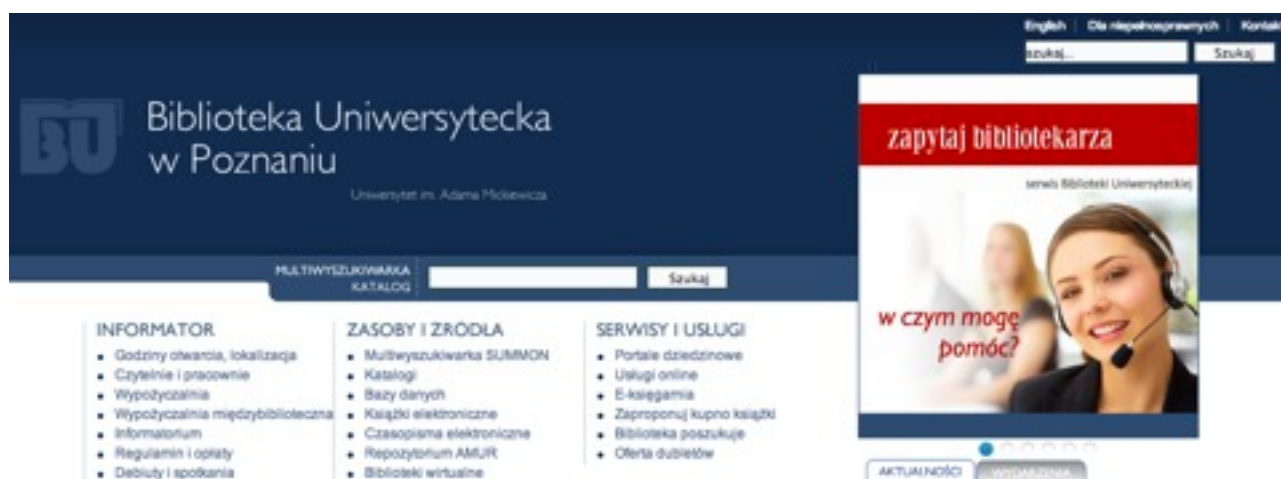 English
Dla niepełnosprawnych
Kontakt
szukaj...
Szukaj
BU
Biblioteka Uniwersytecka
w Poznaniu
Uniwersytet im. Adama Mickiewicza
zapytaj bibliotekarza
serwis Biblioteki Uniwersyteckiej
w czym mogę
pomóc?
MULTIWYSZUKIWARKA
KATALOG
Szukaj
INFORMATOR
Godziny otwarcia, lokalizacja
Czytelnie i pracownie
Wypożyczalnia
Wypożyczalnia międzybiblioteczna
Informatorium
Regulamin i opłaty
Debiuty i spotkania
ZASOBY I ŹRÓDŁA
Multiwyszukiwarka SUMMON
Katalogi
Bazy danych
Książki elektroniczne
Czasopisma elektroniczne
Repozytorium AMUR
Biblioteki wirtualne
SERWISY I USŁUGI
Portale dziedzinowe
Usługi online
E-księgarnia
Zaproponuj kupno książki
Biblioteka poszukuje
Oferta dubletów
AKTUALNOŚCI
WYDARZENIA